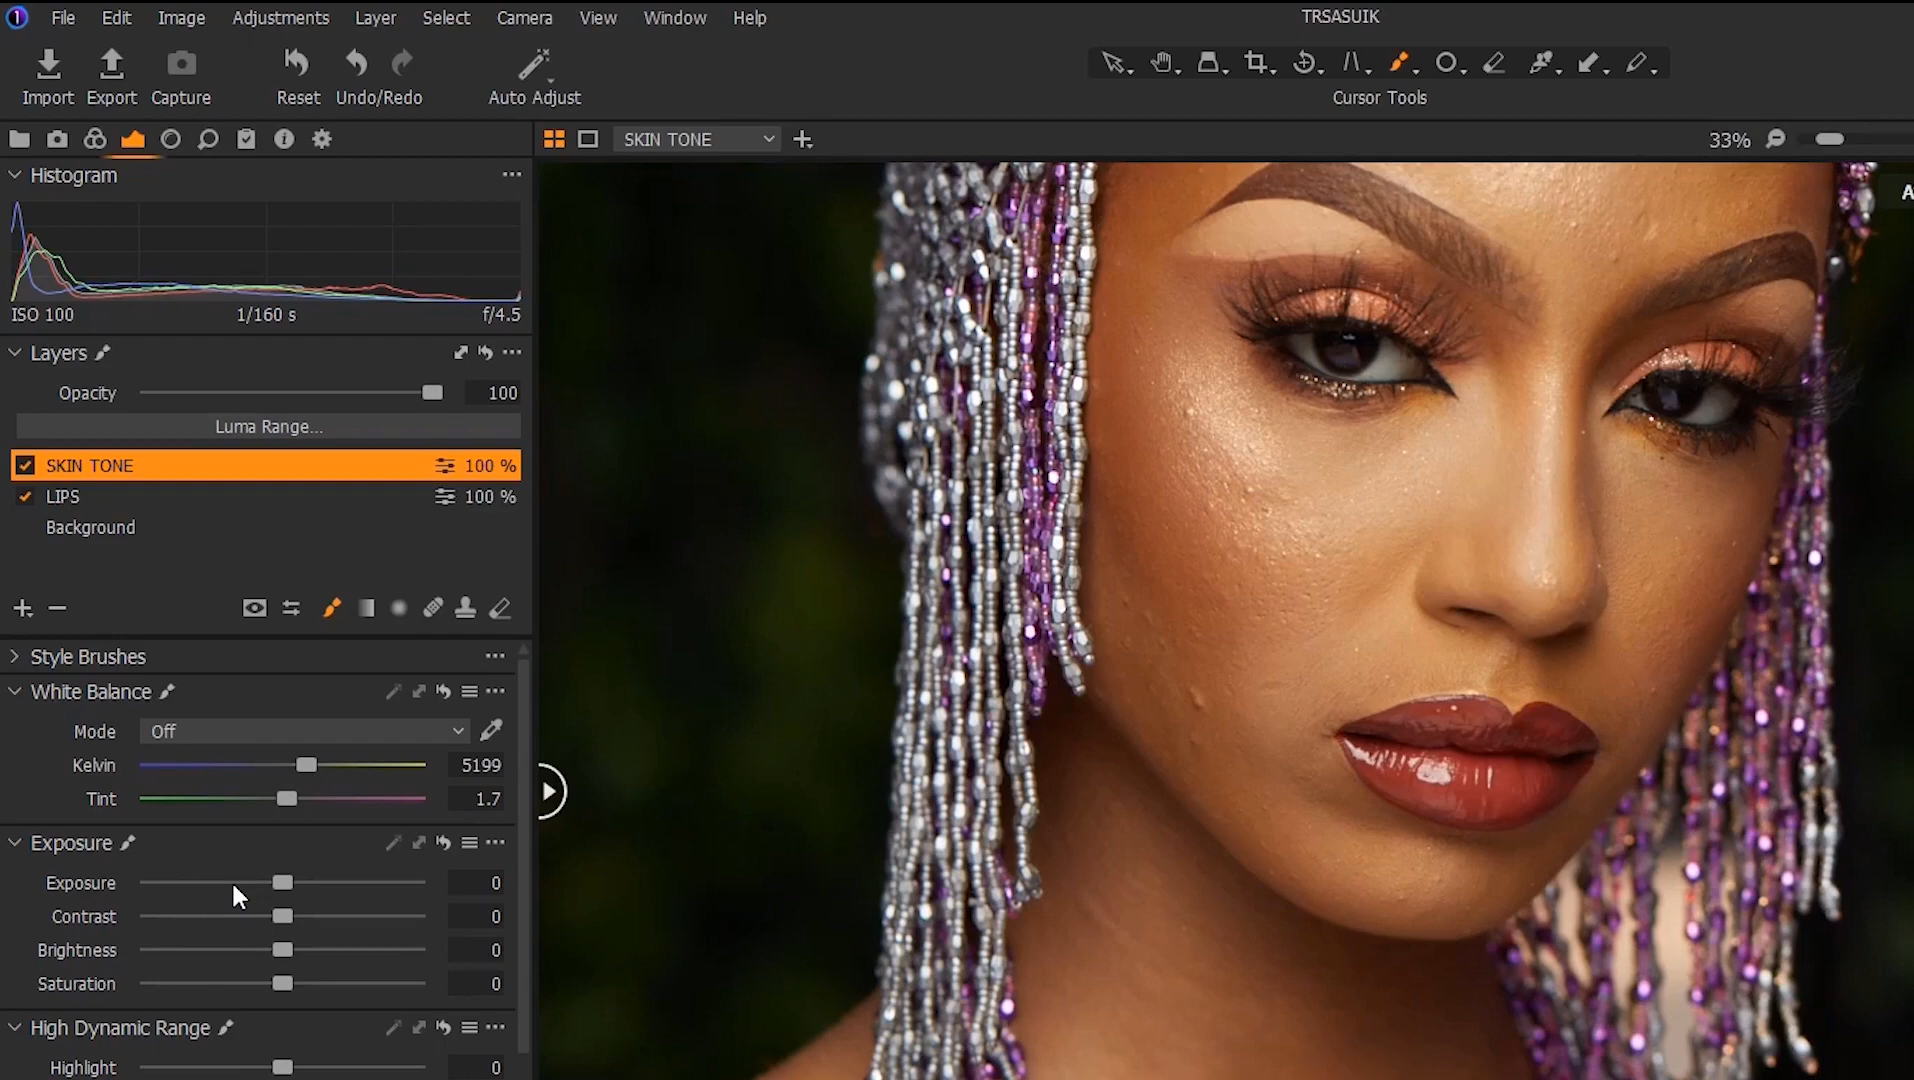 File Edit Image Adjustments Layer Select Camera View Window Help
TRSASUIK
Import Export Capture Reset Undo/Redo Auto Adjust
Cursor Tools
SKIN TONE
33%
Histogram
ISO 100 1/160 s f/4.5
Layers
Opacity 100
Luma Range...
SKIN TONE 100 %
LIPS 100 %
Background
Style Brushes
White Balance
Mode Off
Kelvin 5199
Tint 1.7
Exposure
Exposure 0
Contrast 0
Brightness 0
Saturation 0
High Dynamic Range
Highlight 0